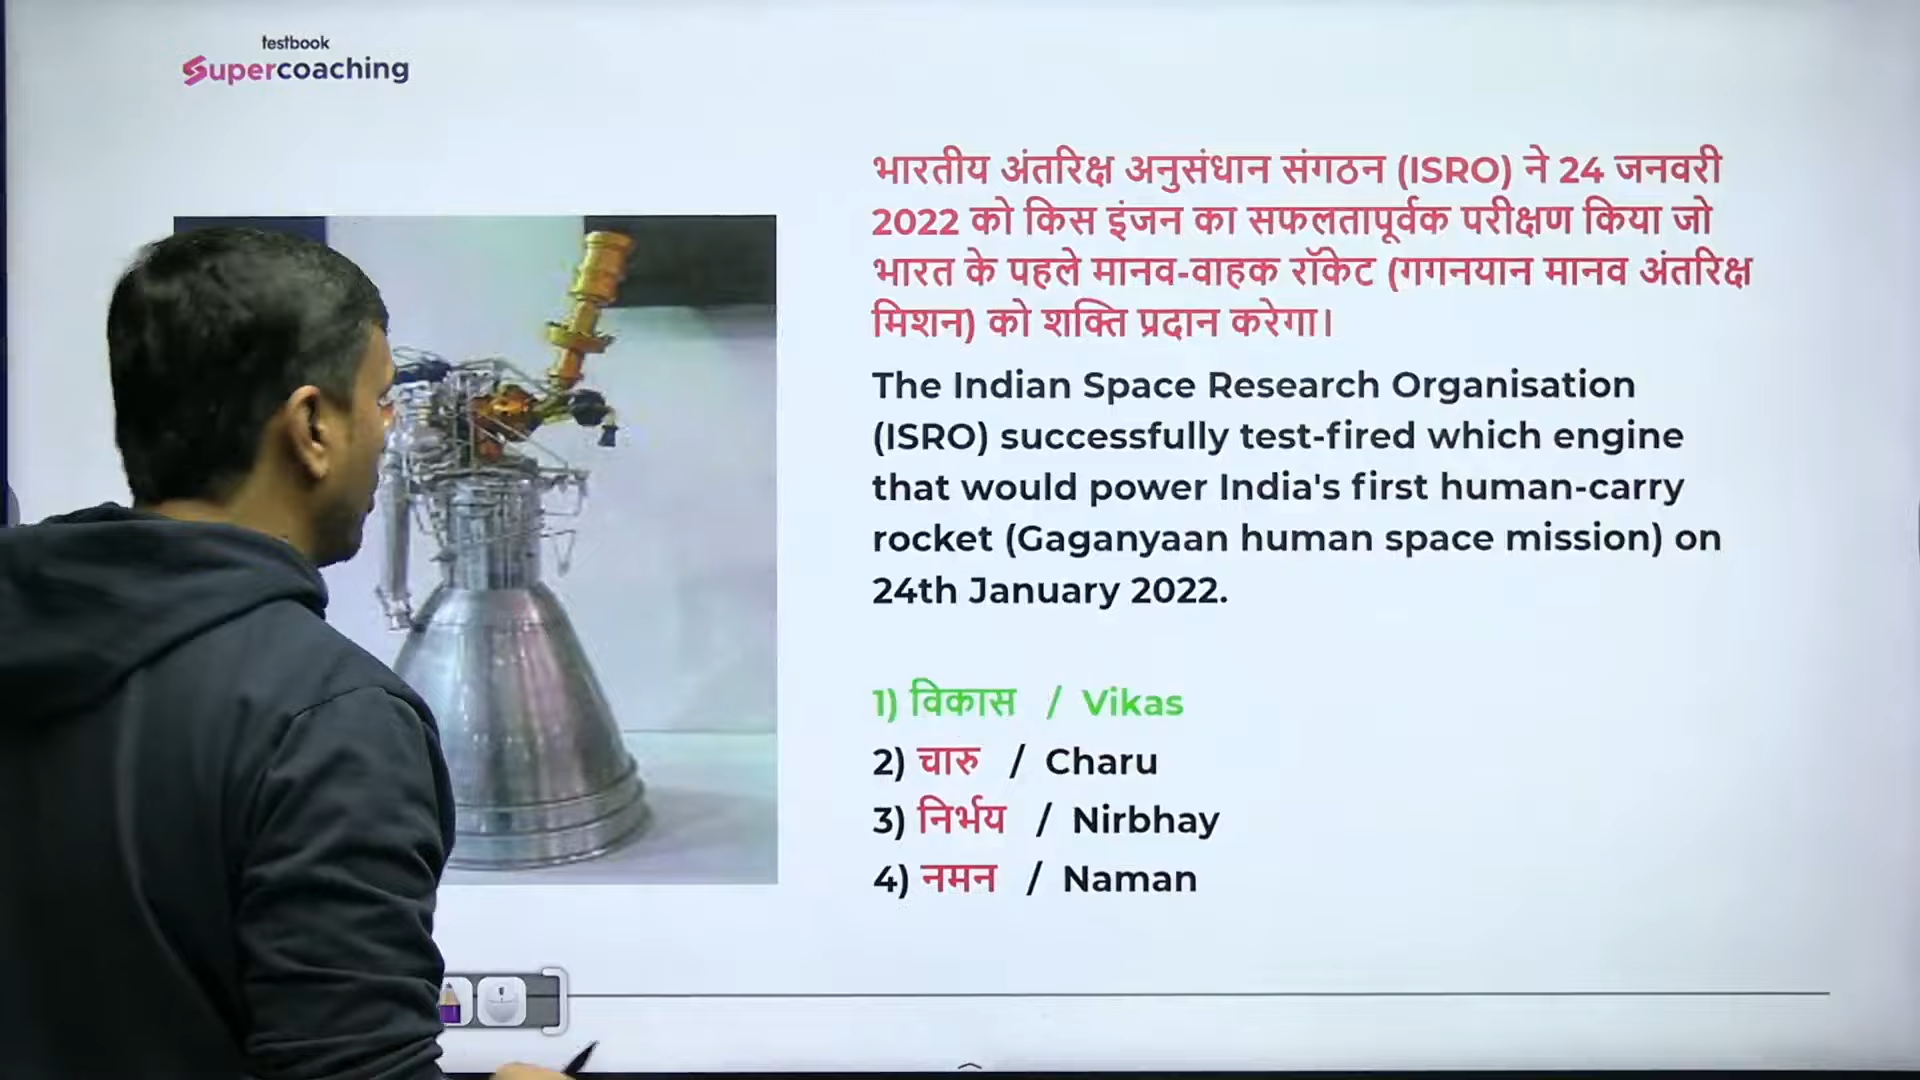 testbook
Supercoaching
भारतीय अंतरिक्ष अनुसंधान संगठन (ISRO) ने 24 जनवरी
2022 को किस इंजन का सफलतापूर्वक परीक्षण किया जो
भारत के पहले मानव-वाहक रॉकेट (गगनयान मानव अंतरिक्ष
मिशन) को शक्ति प्रदान करेगा।
The Indian Space Research Organisation
(ISRO) successfully test-fired which engine
that would power India's first human-carry
rocket (Gaganyaan human space mission) on
24th January 2022.
1) विकास / Vikas
2) चारु / Charu
3) निर्भय / Nirbhay
4) नमन / Naman